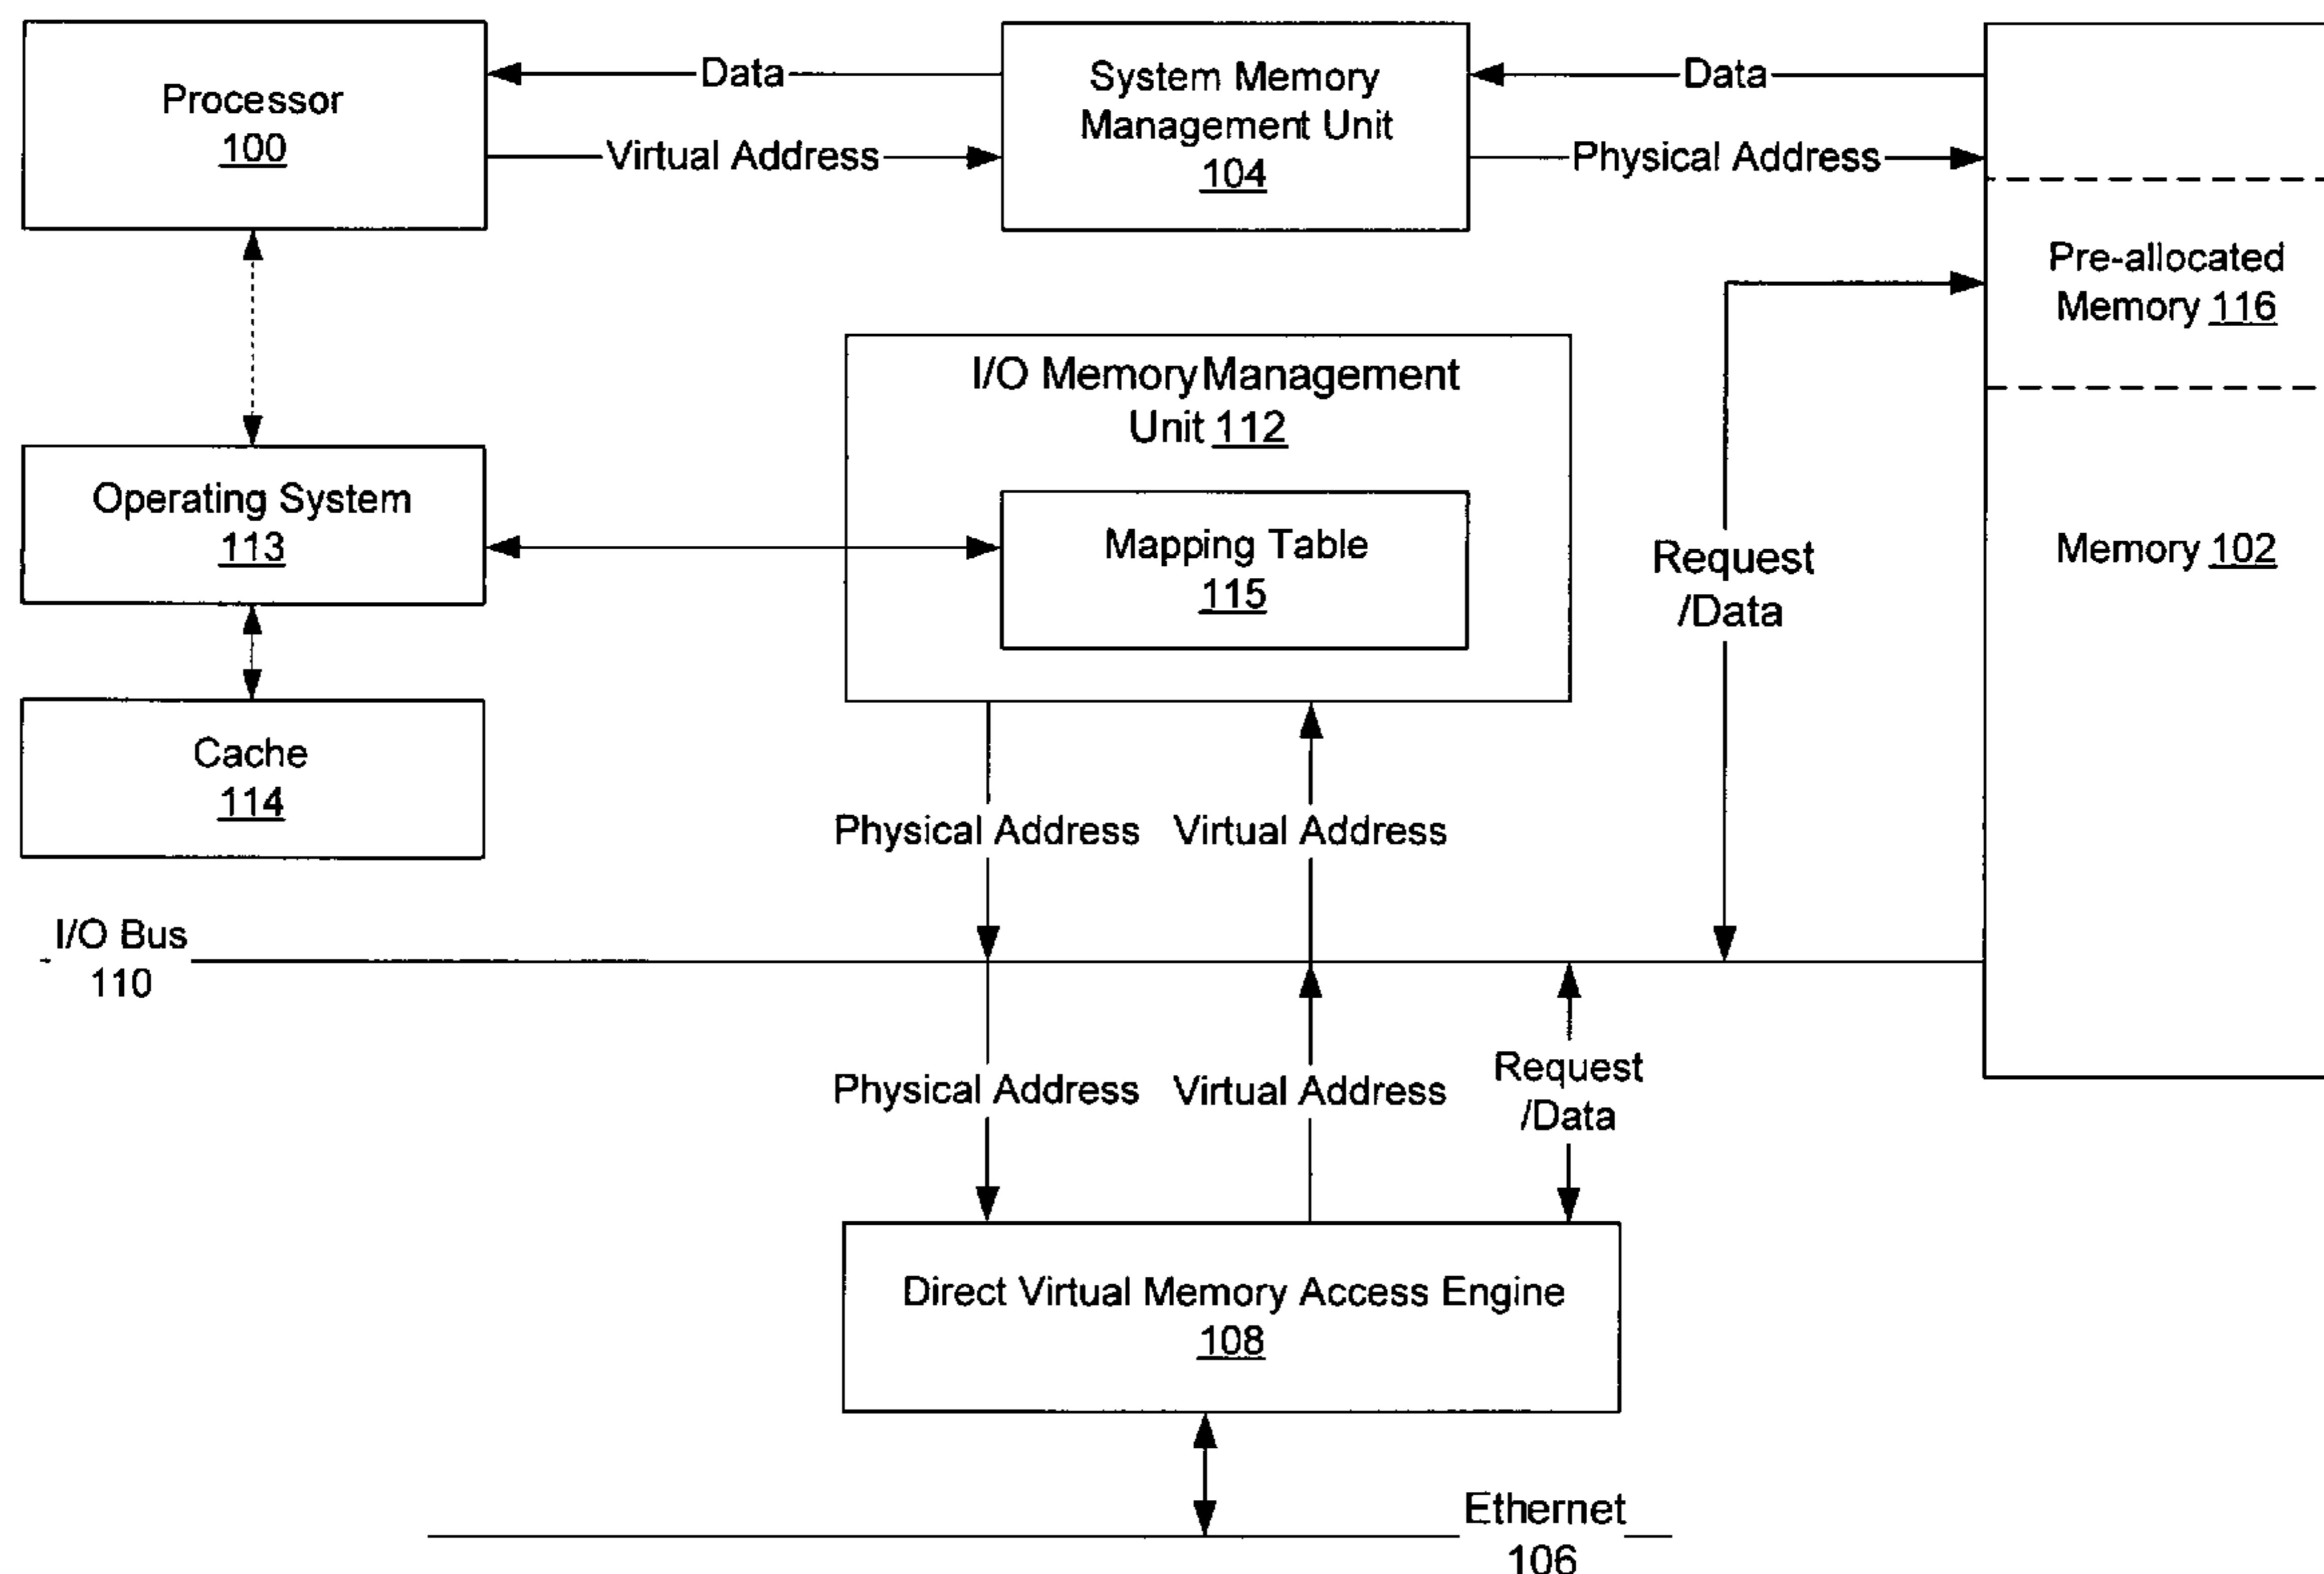 Processor
100
Data
Virtual Address
System Memory
Management Unit
104
Data
Physical Address
Pre-allocated
Memory 116
I/O Memory Management
Unit 112
Operating System
113
Mapping Table
115
Request
/Data
Memory 102
Cache
114
Physical Address
Virtual Address
I/O Bus
110
Physical Address
Virtual Address
Request
/Data
Direct Virtual Memory Access Engine
108
Ethernet
106